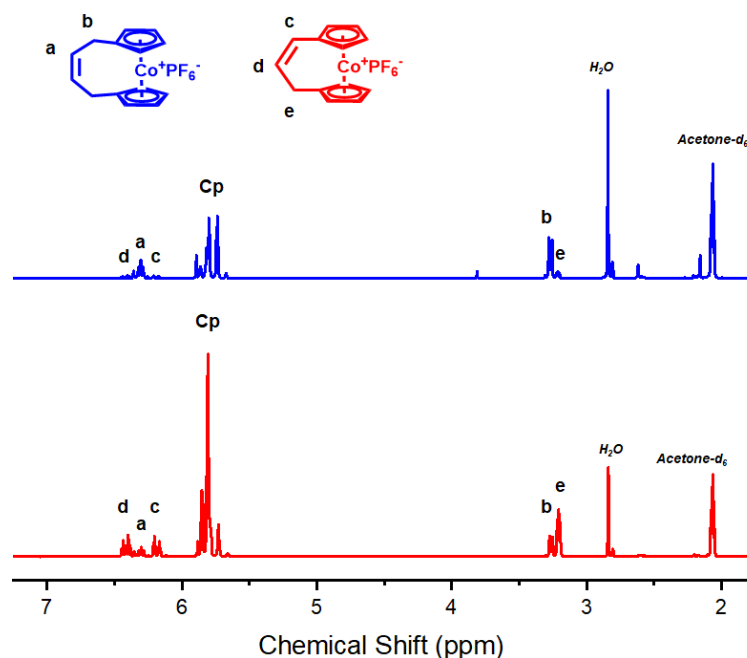 b
a
Co⁺PF₆⁻
c
d
Co⁺PF₆⁻
e
H₂O
Acetone-d₆
Cp
d
a
c
b
e
Cp
H₂O
Acetone-d₆
d
a
c
b
e
7
6
5
4
3
2
Chemical Shift (ppm)